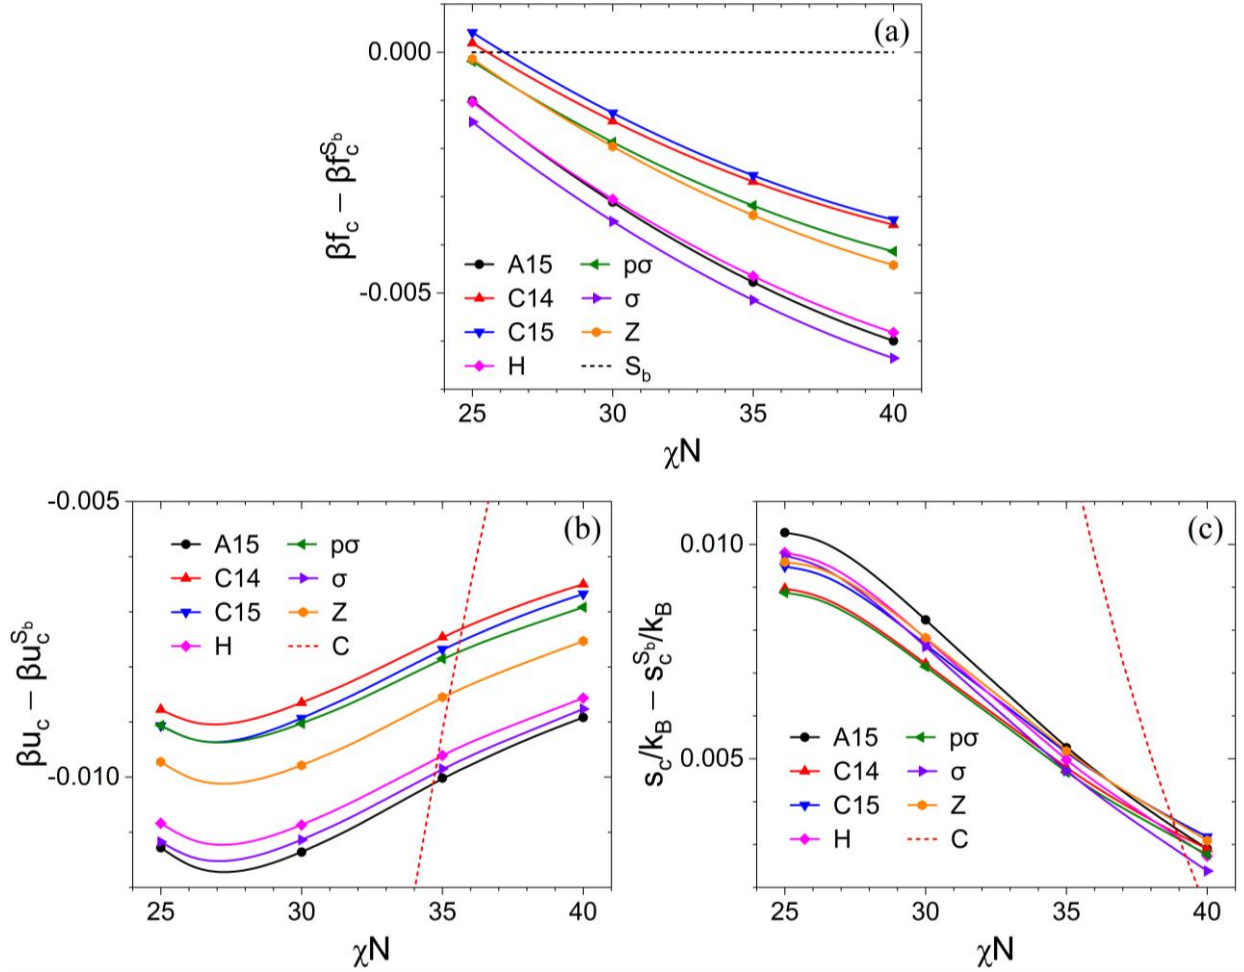 (a)
0.000
-0.005
βf_c − βf_c^{S_b}
A15 pσ
C14 σ
C15 Z
H S_b
25 30 35 40
χN
(b)
-0.005
-0.010
βu_c − βu_c^{S_b}
A15 pσ
C14 σ
C15 Z
H C
25 30 35 40
χN
(c)
0.010
0.005
s_c/k_B − s_c^{S_b}/k_B
A15 pσ
C14 σ
C15 Z
H C
25 30 35 40
χN